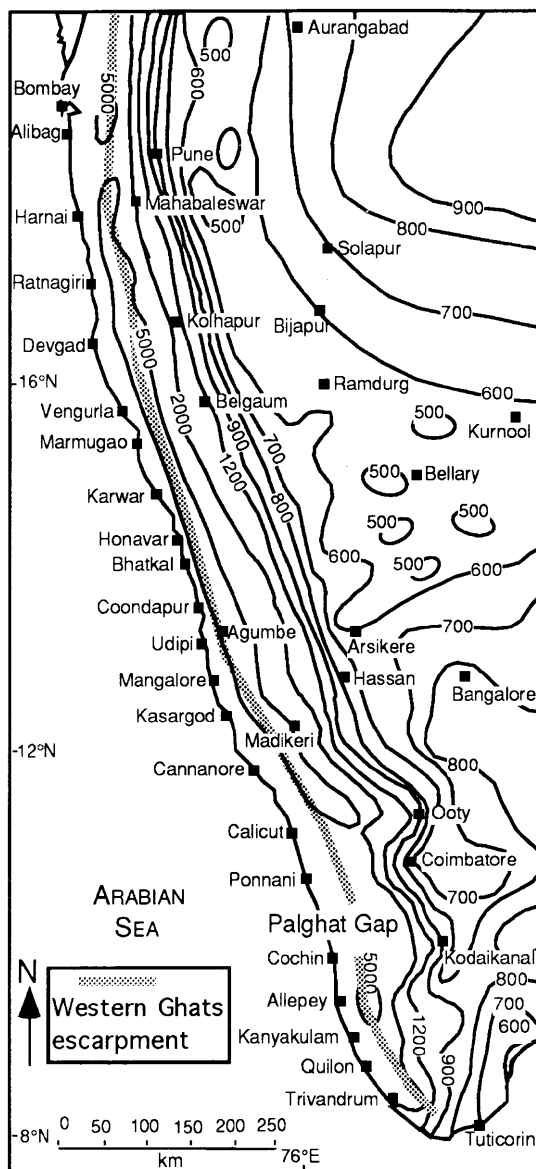 Aurangabad
500
5000
600
Bombay
Alibag
Pune
500
900
Harnai
Mahabaleswar
500
800
Solapur
Ratnagiri
700
Bijapur
Kolhapur
5000
Devgad
16°N
Ramdurg
600
2000
Belgaum
Vengurla
500
Kurnool
Marmugao
900
700
1200
500
Bellary
Karwar
800
500
500
Honavar
Bhatkal
600
500
600
Coondapur
700
Agumbe
Arsikere
Udipi
Mangalore
Hassan
Bangalore
Kasargod
Madikeri
12°N
Cannanore
800
Ooty
Calicut
Coimbatore
Ponnani
700
ARABIAN
SEA
Palghat Gap
Kodaikanal
Cochin
N
5000
800
Western Ghats
escarpment
Allepey
700
1200
600
Kanyakulam
900
Quilon
Trivandrum
8°N
0 50 100 150 200 250
km
76°E
Tuticorin